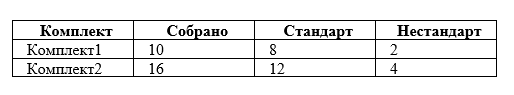 Комплект Собрано Стандарт Нестандарт
Комплект1 10 8 2
Комплект2 16 12 4